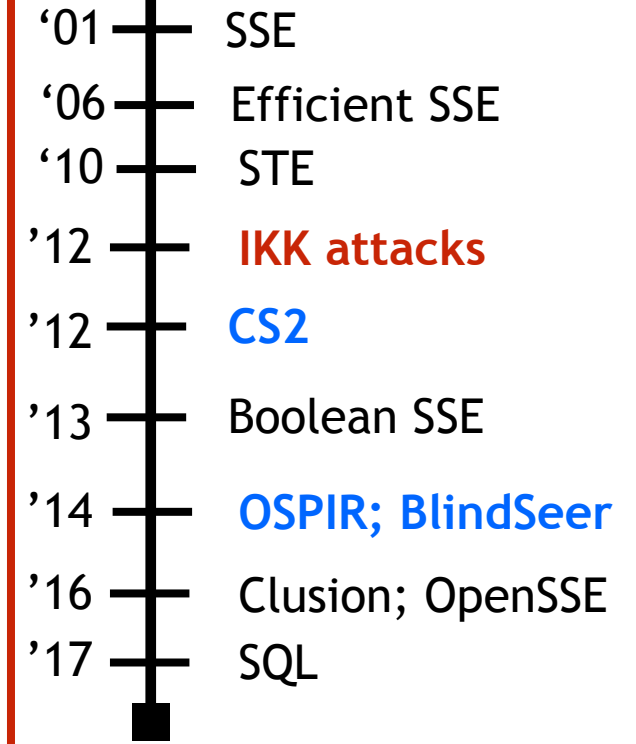 ‘01 SSE
‘06 Efficient SSE
‘10 STE
’12 IKK attacks
’12 CS2
’13 Boolean SSE
’14 OSPIR; BlindSeer
’16 Clusion; OpenSSE
’17 SQL